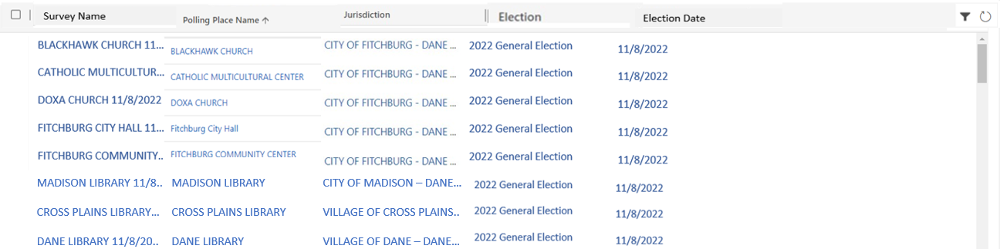 Survey Name Polling Place Name ↑ Jurisdiction Election Election Date
BLACKHAWK CHURCH 11... BLACKHAWK CHURCH CITY OF FITCHBURG - DANE ... 2022 General Election 11/8/2022
CATHOLIC MULTICULTUR... CATHOLIC MULTICULTURAL CENTER CITY OF FITCHBURG - DANE ... 2022 General Election 11/8/2022
DOXA CHURCH 11/8/2022 DOXA CHURCH CITY OF FITCHBURG - DANE ... 2022 General Election 11/8/2022
FITCHBURG CITY HALL 11... Fitchburg City Hall CITY OF FITCHBURG - DANE ... 2022 General Election 11/8/2022
FITCHBURG COMMUNITY.. FITCHBURG COMMUNITY CENTER CITY OF FITCHBURG - DANE ... 2022 General Election 11/8/2022
MADISON LIBRARY 11/8.. MADISON LIBRARY CITY OF MADISON – DANE... 2022 General Election 11/8/2022
CROSS PLAINS LIBRARY... CROSS PLAINS LIBRARY VILLAGE OF CROSS PLAINS.. 2022 General Election 11/8/2022
DANE LIBRARY 11/8/20.. DANE LIBRARY VILLAGE OF DANE – DANE... 2022 General Election 11/8/2022